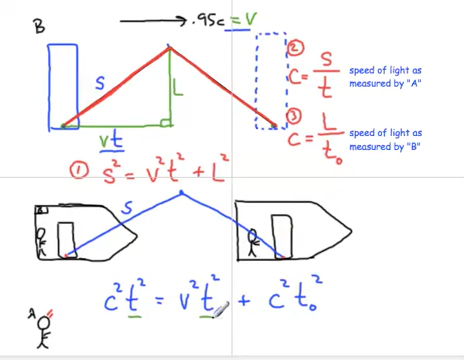 B
.95c = V
② c = s/t speed of light as measured by "A"
③ c = L/t₀ speed of light as measured by "B"
S
L
vt
① s² = v²t² + L²
S
B
c²t² = v²t² + c²t₀²
A